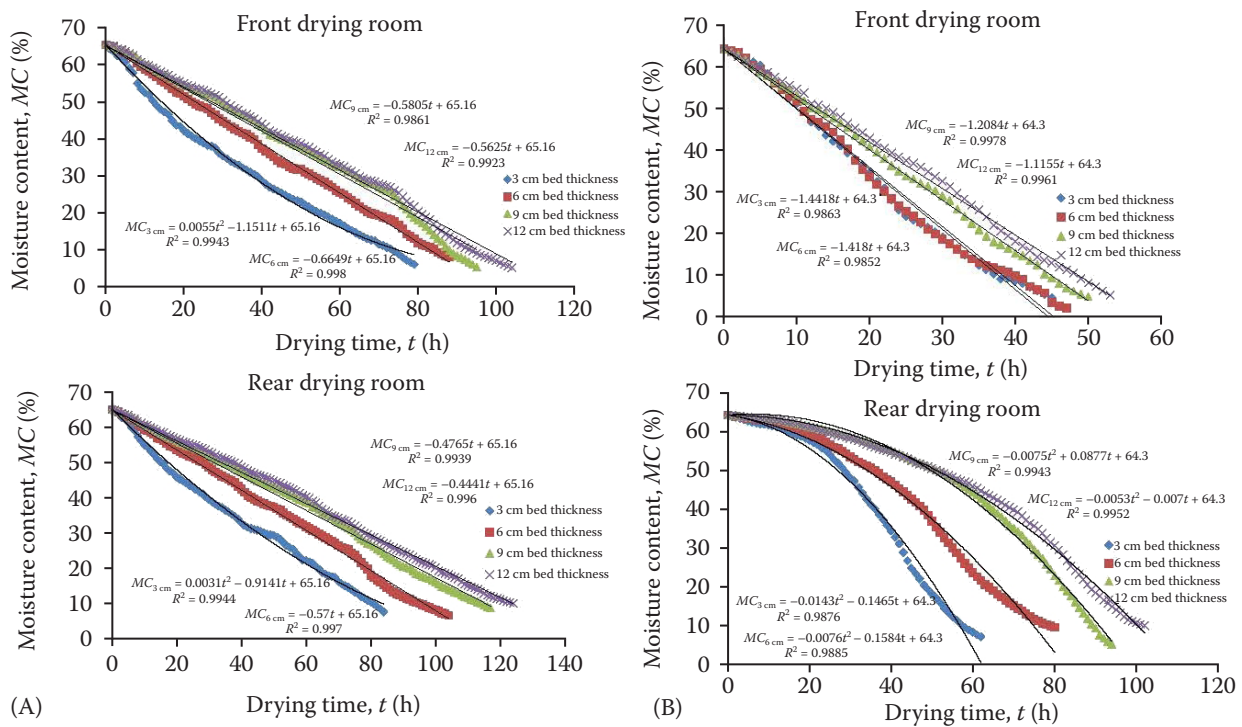 Front drying room
Moisture content, MC (%)
70
60
50
40
30
20
10
0
MC9 cm = −0.5805t + 65.16
R² = 0.9861
MC12 cm = −0.5625t + 65.16
R² = 0.9923
3 cm bed thickness
6 cm bed thickness
9 cm bed thickness
12 cm bed thickness
MC3 cm = 0.0055t² − 1.1511t + 65.16
R² = 0.9943
MC6 cm = −0.6649t + 65.16
R² = 0.998
0 20 40 60 80 100 120
Drying time, t (h)
Rear drying room
Moisture content, MC (%)
70
60
50
40
30
20
10
0
MC9 cm = −0.4765t + 65.16
R² = 0.9939
MC12 cm = −0.4441t + 65.16
R² = 0.996
3 cm bed thickness
6 cm bed thickness
9 cm bed thickness
12 cm bed thickness
MC3 cm = 0.0031t² − 0.9141t + 65.16
R² = 0.9944
MC6 cm = −0.57t + 65.16
R² = 0.997
0 20 40 60 80 100 120 140
Drying time, t (h)
(A)
Front drying room
Moisture content, MC (%)
70
60
50
40
30
20
10
0
MC9 cm = −1.2084t + 64.3
R² = 0.9978
MC12 cm = −1.1155t + 64.3
R² = 0.9961
3 cm bed thickness
6 cm bed thickness
9 cm bed thickness
12 cm bed thickness
MC3 cm = −1.4418t + 64.3
R² = 0.9863
MC6 cm = −1.418t + 64.3
R² = 0.9852
0 10 20 30 40 50 60
Drying time, t (h)
Rear drying room
Moisture content, MC (%)
70
60
50
40
30
20
10
0
MC9 cm = −0.0075t² + 0.0877t + 64.3
R² = 0.9943
MC12 cm = −0.0053t² − 0.007t + 64.3
R² = 0.9952
3 cm bed thickness
6 cm bed thickness
9 cm bed thickness
12 cm bed thickness
MC3 cm = −0.0143t² − 0.1465t + 64.3
R² = 0.9876
MC6 cm = −0.0076t² − 0.1584t + 64.3
R² = 0.9885
0 20 40 60 80 100 120
Drying time, t (h)
(B)